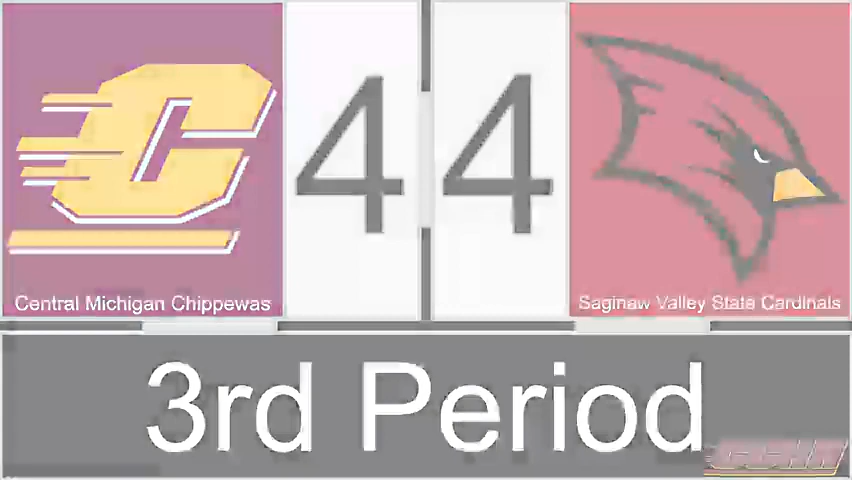 C
4 4
Central Michigan Chippewas
Saginaw Valley State Cardinals
3rd Period